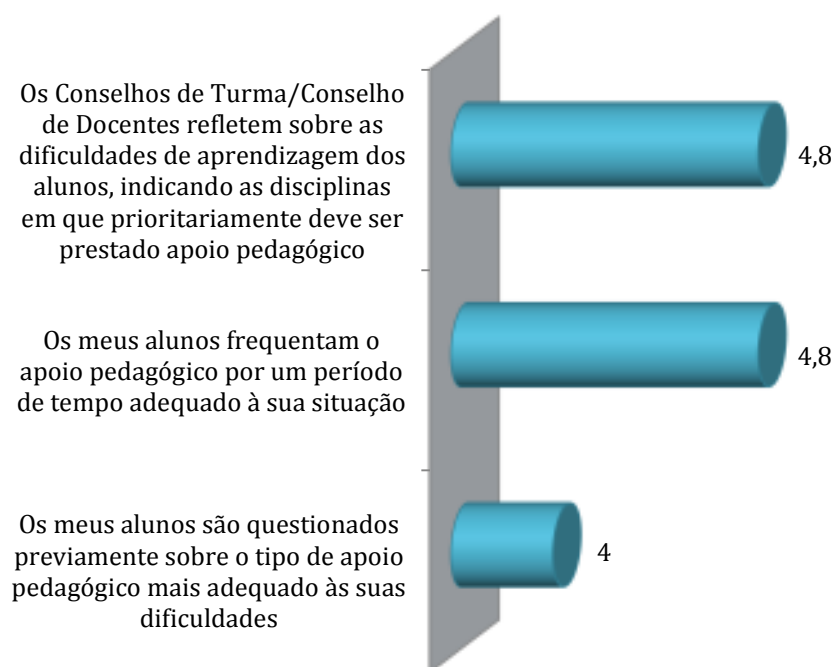 Os Conselhos de Turma/Conselho
de Docentes refletem sobre as
dificuldades de aprendizagem dos
alunos, indicando as disciplinas
em que prioritariamente deve ser
prestado apoio pedagógico
4,8
Os meus alunos frequentam o
apoio pedagógico por um período
de tempo adequado à sua situação
4,8
Os meus alunos são questionados
previamente sobre o tipo de apoio
pedagógico mais adequado às suas
dificuldades
4